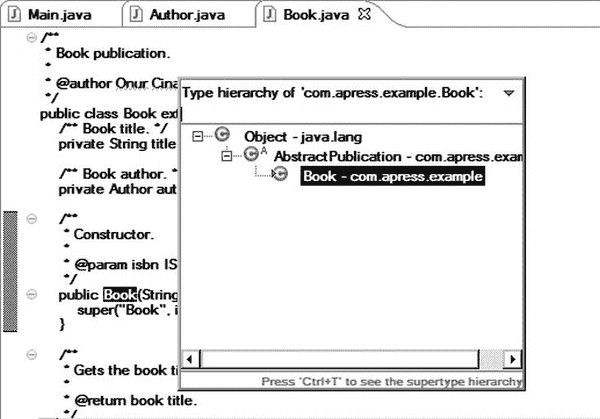 Main.java
Author.java
Book.java
/**
* Book publication.
*
* @author Onur Cina
*/
public class Book ex
/** Book title. */
private String title
/** Book author. *
private Author aut
/**
* Constructor.
*
* @param isbn IS
*/
public Book(String
super("Book", i
}
/**
* Gets the book ti
*
* @return book title.
*/
Type hierarchy of 'com.apress.example.Book':
Object - java.lang
AbstractPublication - com.apress.exam
Book - com.apress.example
Press 'Ctrl+T' to see the supertype hierarchy